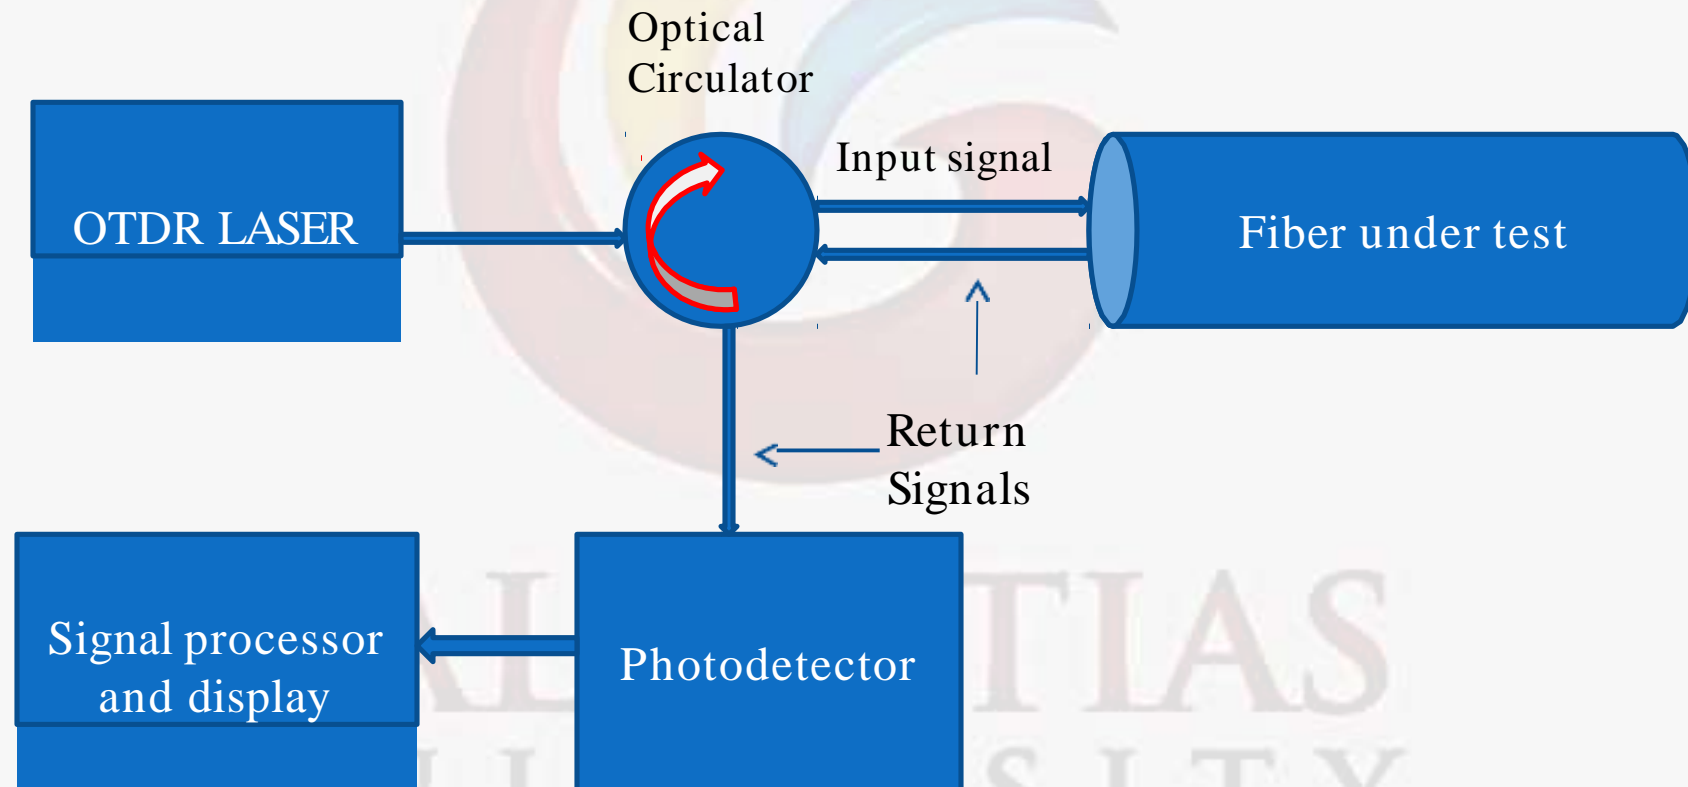 Optical
Circulator
OTDR LASER
Input signal
Fiber under test
Return
Signals
Signal processor
and display
Photodetector